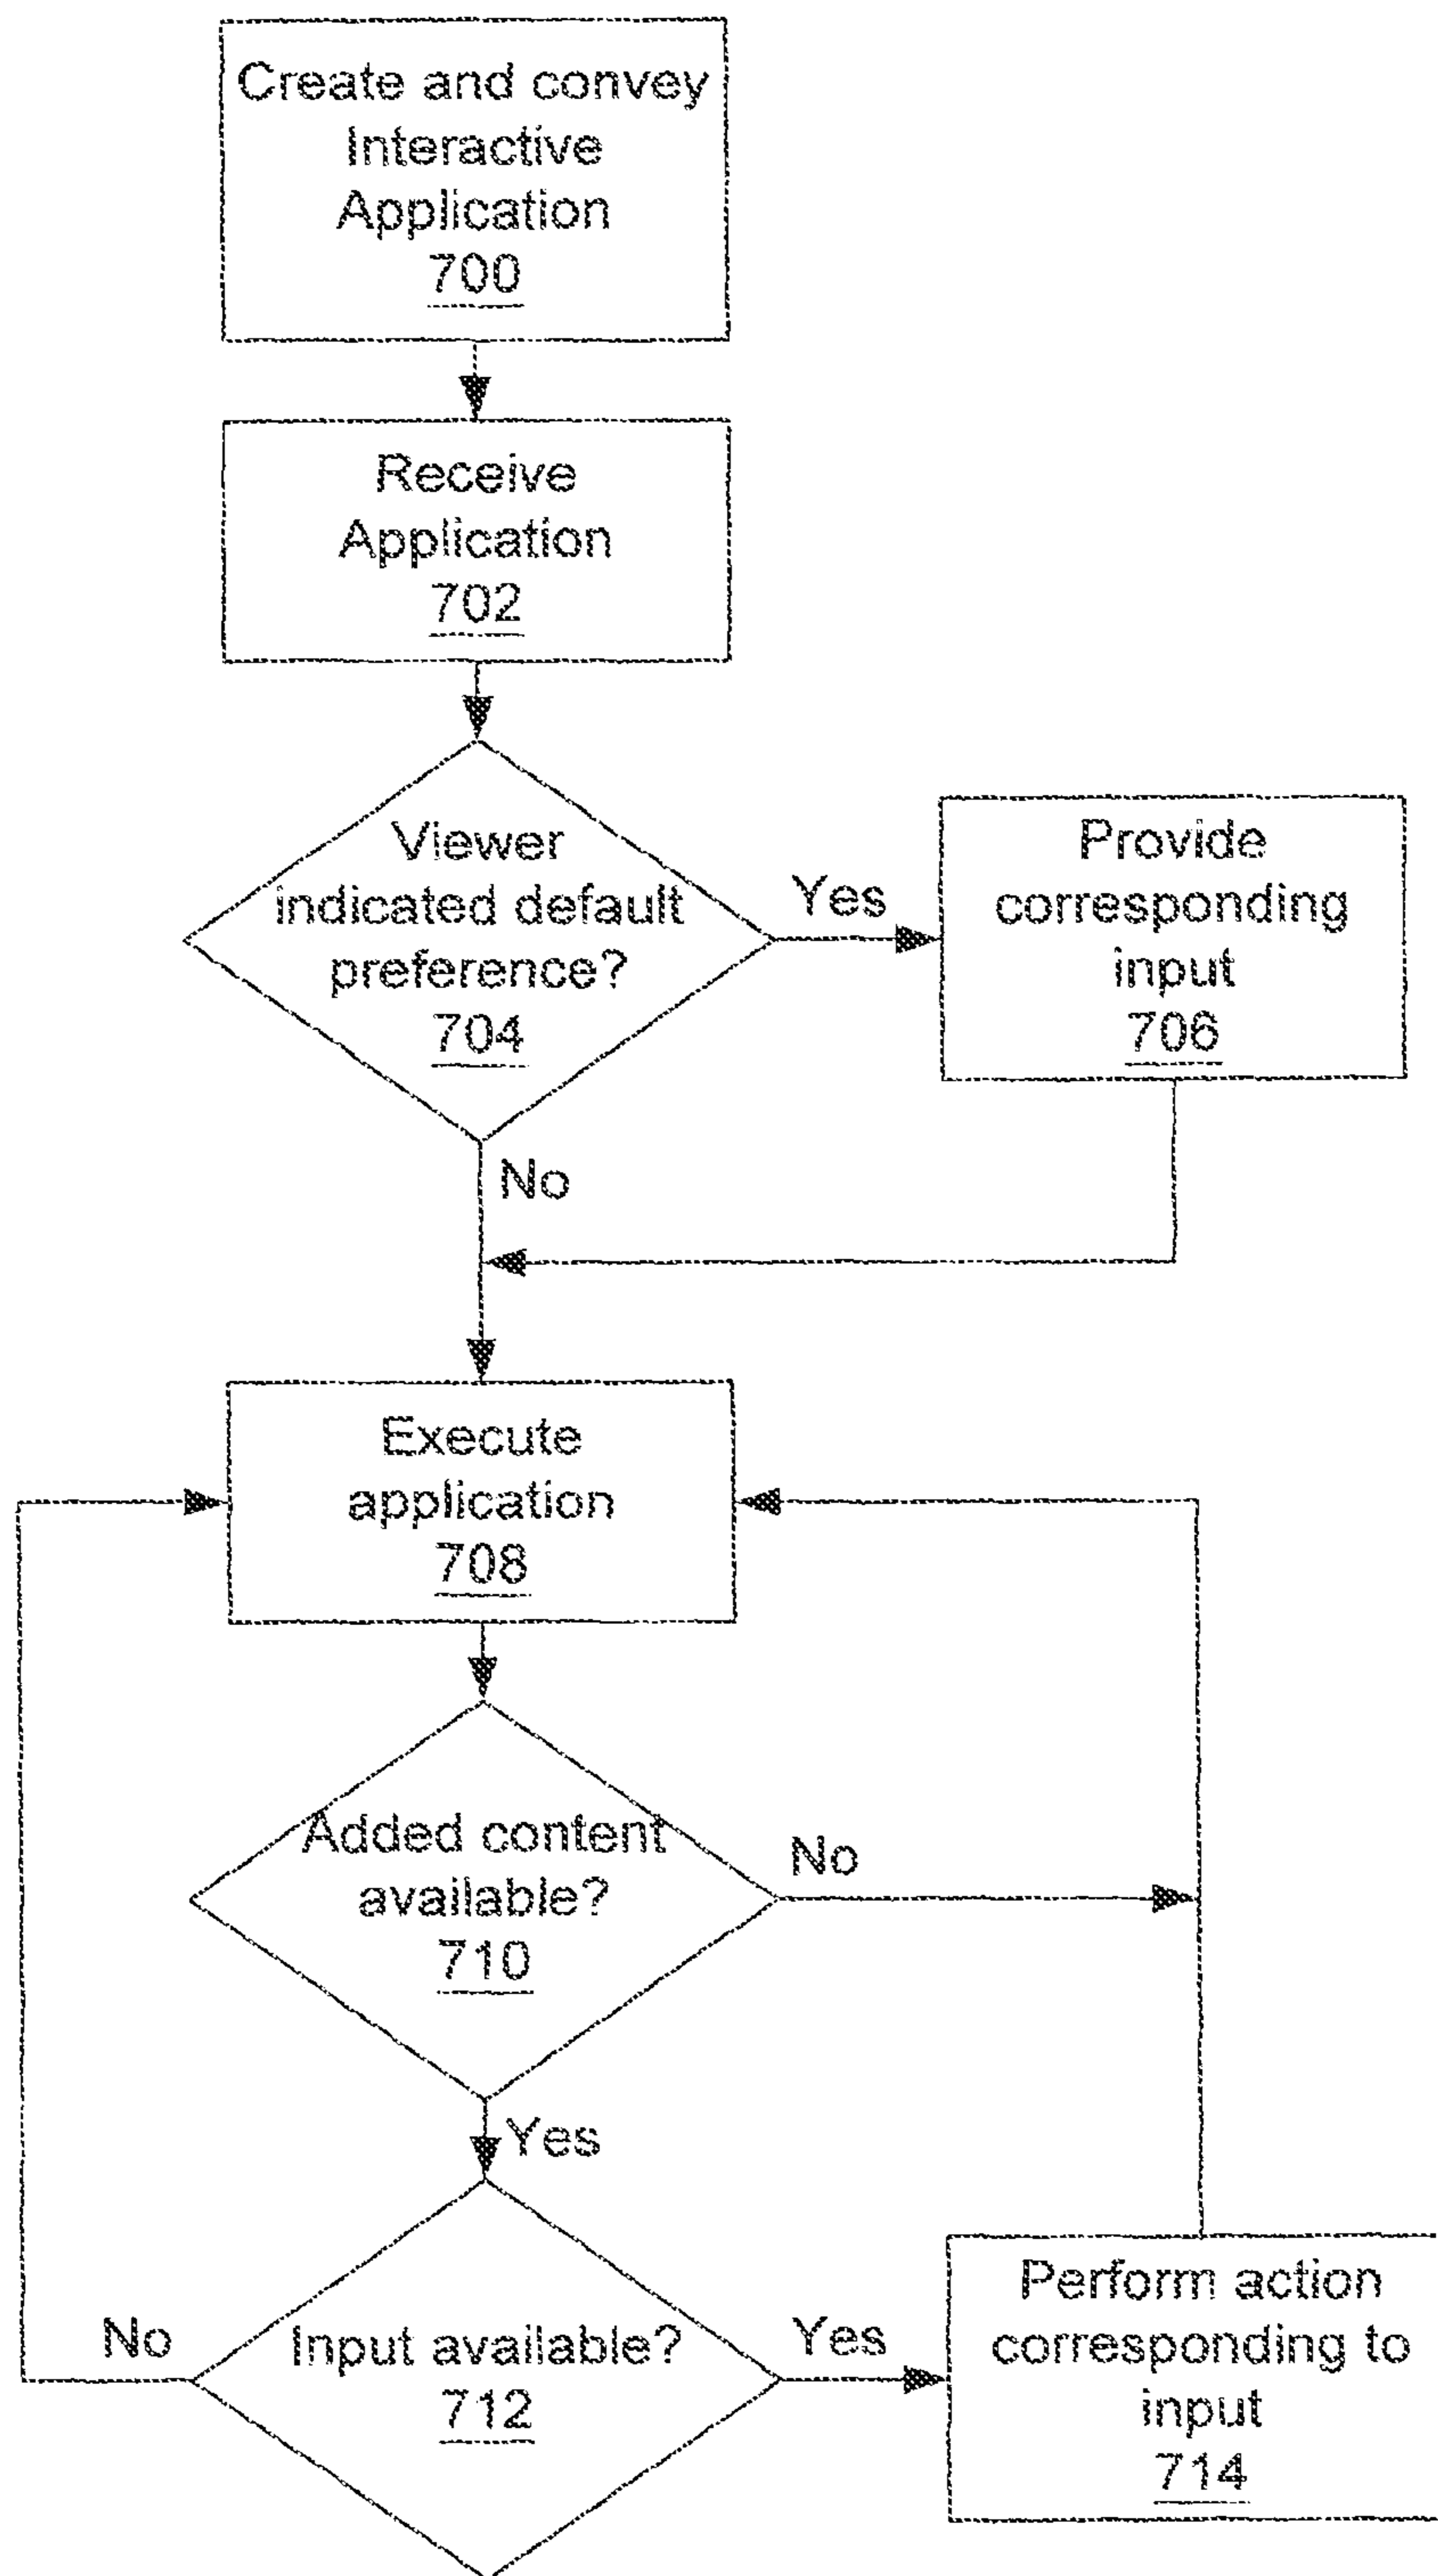 Create and convey
Interactive
Application
700
Receive
Application
702
Viewer
indicated default
preference?
704
Yes
Provide
corresponding
input
706
No
Execute
application
708
Added content
available?
710
No
Yes
Input available?
712
No
Yes
Perform action
corresponding to
input
714